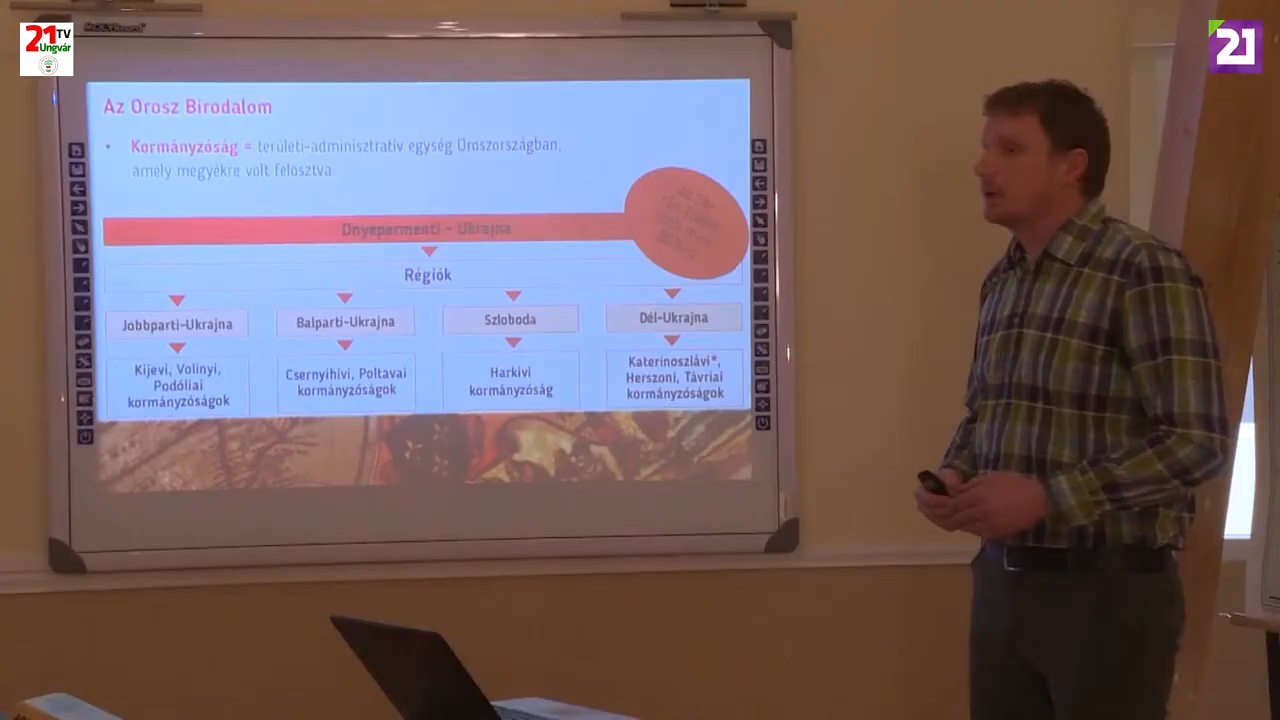 21 TV
Ungvár
21
Az Orosz Birodalom
• Kormányzóság = területi-adminisztratív egység Oroszországban,
amely megyékre volt felosztva
Dnyepermenti - Ukrajna
Régiók
Jobbparti-Ukrajna
Balparti-Ukrajna
Szloboda
Dél-Ukrajna
Kijevi, Volinyi,
Podóliai
kormányzóságok
Csernyihivi, Poltavai
kormányzóságok
Harkivi
kormányzóság
Katerinoszlávi*,
Herszoni, Távriai
kormányzóságok